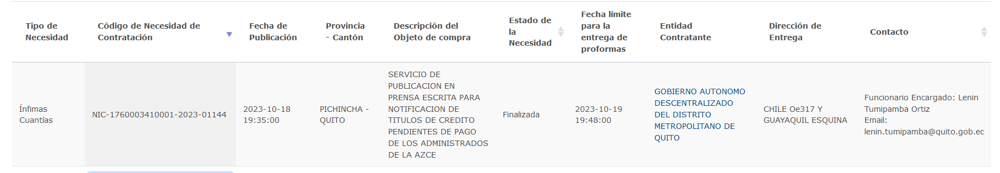 Tipo de
Necesidad
Código de Necesidad de
Contratación
Fecha de
Publicación
Provincia
- Cantón
Descripción del
Objeto de compra
Estado de
la
Necesidad
Fecha límite
para la
entrega de
proformas
Entidad
Contratante
Dirección de
Entrega
Contacto
Ínfimas
Cuantías
NIC-1760003410001-2023-01144
2023-10-18
19:35:00
PICHINCHA -
QUITO
SERVICIO DE
PUBLICACION EN
PRENSA ESCRITA PARA
NOTIFICACION DE
TITULOS DE CREDITO
PENDIENTES DE PAGO
DE LOS ADMINISTRADOS
DE LA AZCE
Finalizada
2023-10-19
19:48:00
GOBIERNO AUTONOMO
DESCENTRALIZADO
DEL DISTRITO
METROPOLITANO DE
QUITO
CHILE Oe317 Y
GUAYAQUIL ESQUINA
Funcionario Encargado: Lenin
Tumipamba Ortiz
Email:
lenin.tumipamba@quito.gob.ec